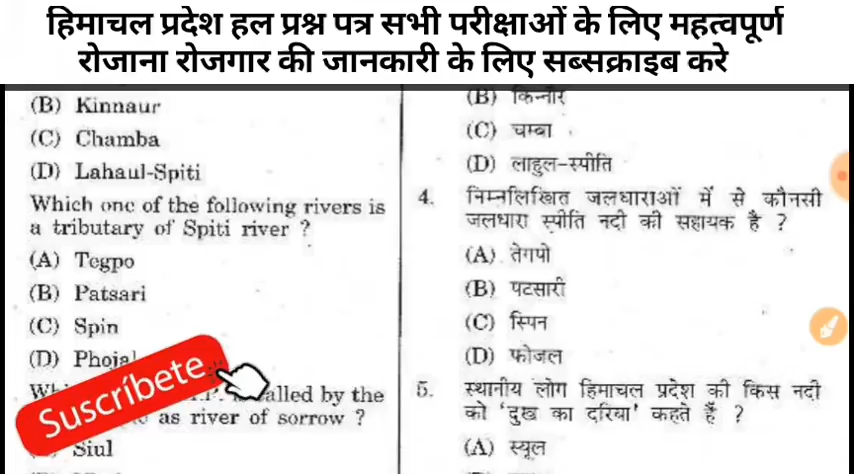 हिमाचल प्रदेश हल प्रश्न पत्र सभी परीक्षाओं के लिए महत्वपूर्ण
रोजाना रोजगार की जानकारी के लिए सब्सक्राइब करे
(B) Kinnaur
(C) Chamba
(D) Lahaul-Spiti
Which one of the following rivers is
a tributary of Spiti river ?
(A) Tegpo
(B) Patsari
(C) Spin
(D) Phojal
called by the
as river of sorrow ?
Siul
Suscríbete
(B) किन्नौर
(C) चम्बा
(D) लाहुल-स्पीति
4. निम्नलिखित जलधाराओं में से कौनसी
जलधारा स्पीति नदी की सहायक है ?
(A) तेगपो
(B) पटसारी
(C) स्पिन
(D) फोजल
5. स्थानीय लोग हिमाचल प्रदेश की किस नदी
को 'दुख का दरिया' कहते हैं ?
(A) स्यूल